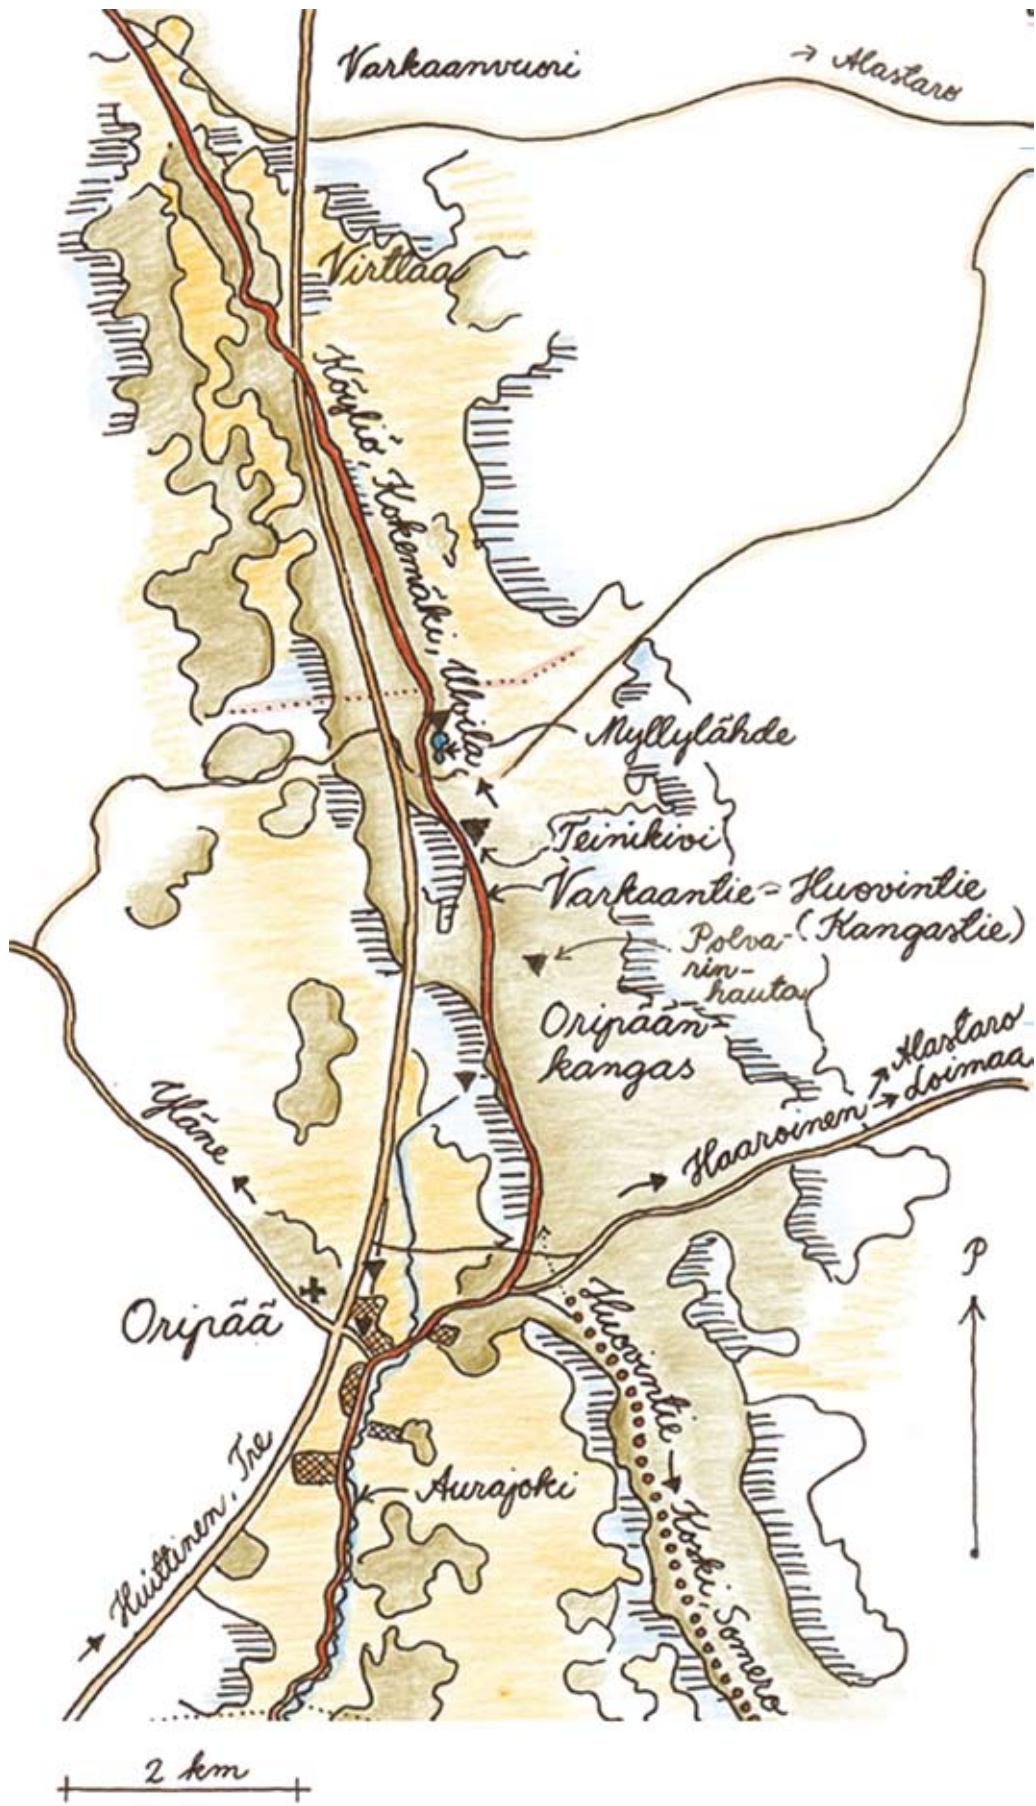 Varkaanvuori
→ Alastaro
Virttaa
Köyliö, Kokemäki, Ulvila
Myllylähde
Teinikivi
Varkaantie = Huovintie
(Kangastie)
Polva-
rin-
hauta
Oripään-
kangas
Alastaro
Haaroinen → Loimaa
Yläne
P
Oripää
Huovintie → Koski, Somero
Aurajoki
→ Huittinen, Tre
2 km